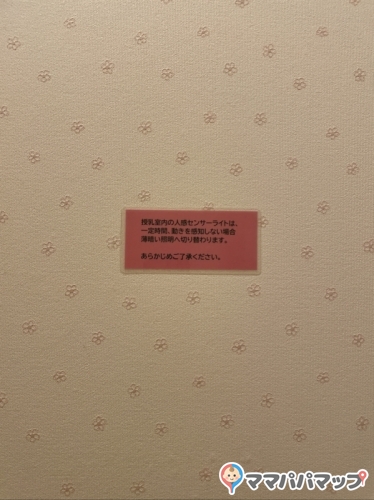 授乳室内の人感センサーライトは、
一定時間、動きを感知しない場合
薄暗い照明へ切り替わります。
あらかじめご了承ください。
ママパパマップ